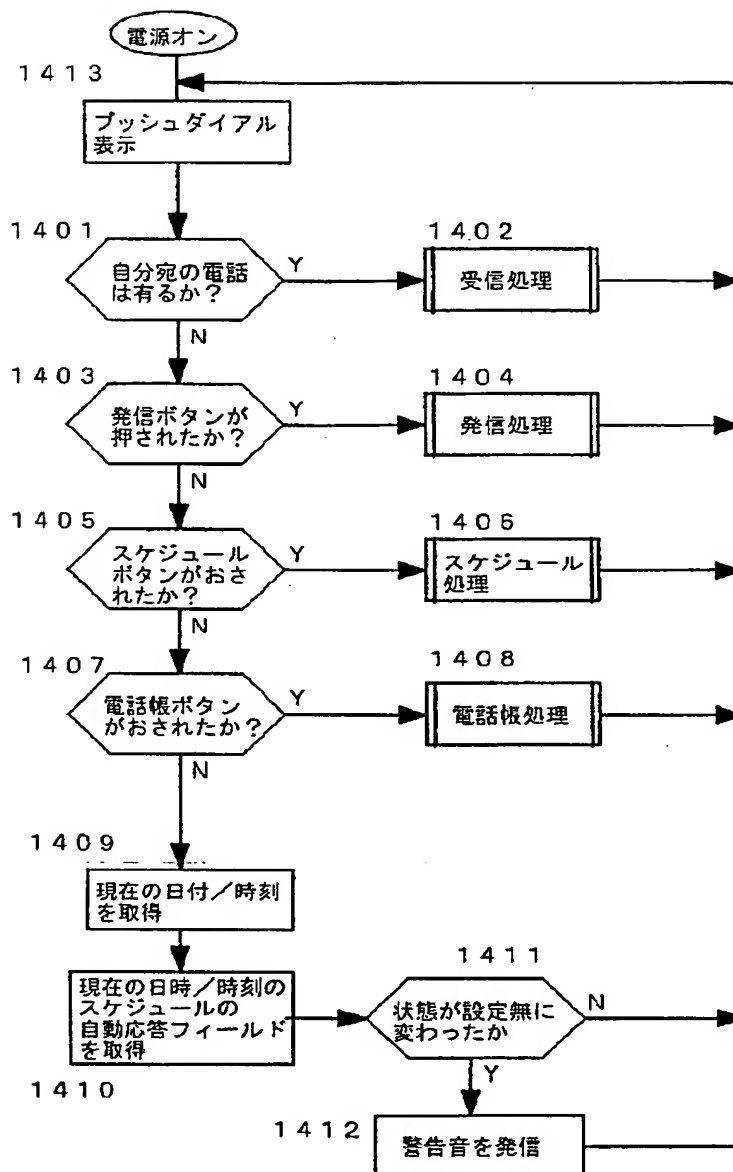 電源オン
1413
プッシュダイアル
表示
1401
自分宛の電話
は有るか？
Y
N
1402
受信処理
1403
発信ボタンが
押されたか？
Y
N
1404
発信処理
1405
スケジュール
ボタンがおさ
れたか？
Y
N
1406
スケジュール
処理
1407
電話帳ボタン
がおされたか？
Y
N
1408
電話帳処理
1409
現在の日付／時刻
を取得
現在の日時／時刻の
スケジュールの
自動応答フィールド
を取得
1410
1411
状態が設定無に
変わったか
N
Y
1412
警告音を発信